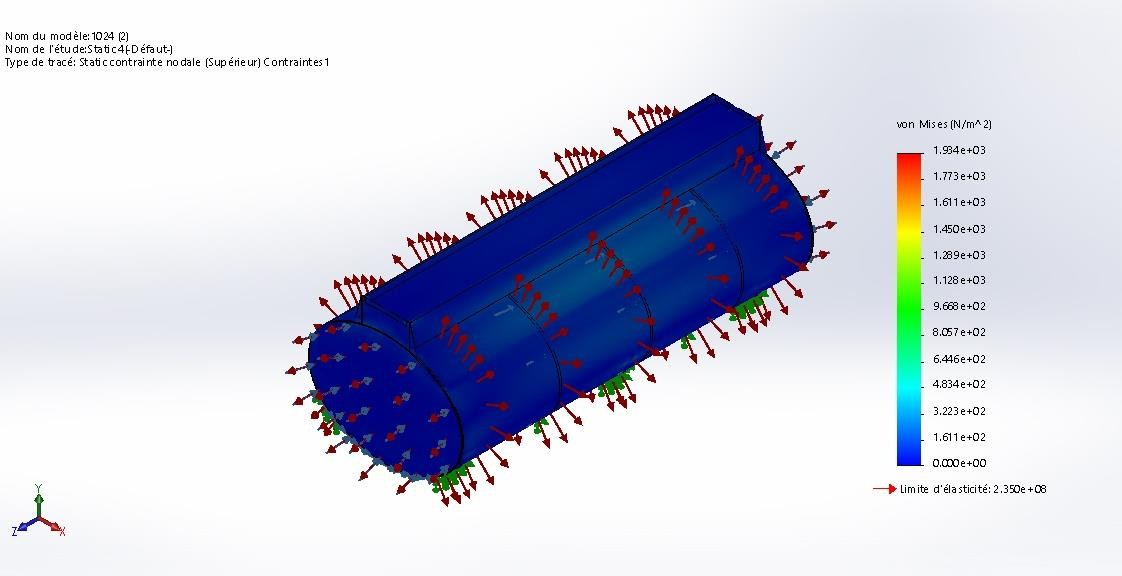 Nom du modèle:1024 (2)
Nom de l'étude:Static 4(-Défaut-)
Type de tracé: Static contrainte nodale (Supérieur) Contraintes1
von Mises (N/m^2)
1.934e+03
1.773e+03
1.611e+03
1.450e+03
1.289e+03
1.128e+03
9.668e+02
8.057e+02
6.446e+02
4.834e+02
3.223e+02
1.611e+02
0.000e+00
Limite d'élasticité: 2.350e+08
Y
Z
X